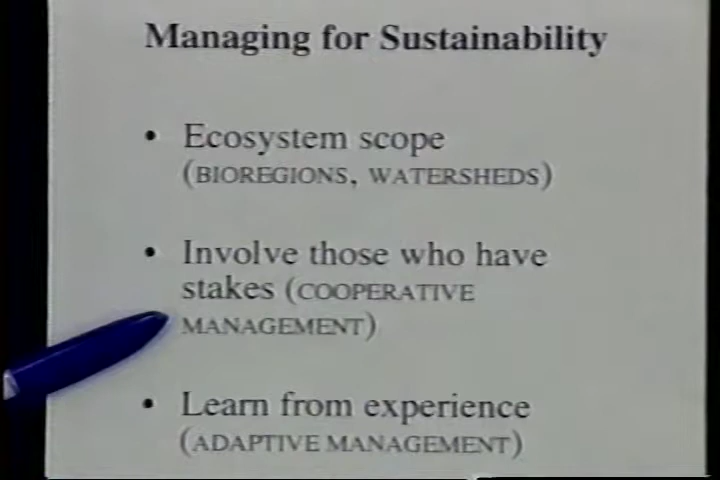 Managing for Sustainability
• Ecosystem scope
(BIOREGIONS, WATERSHEDS)
• Involve those who have
stakes (COOPERATIVE
MANAGEMENT)
• Learn from experience
(ADAPTIVE MANAGEMENT)